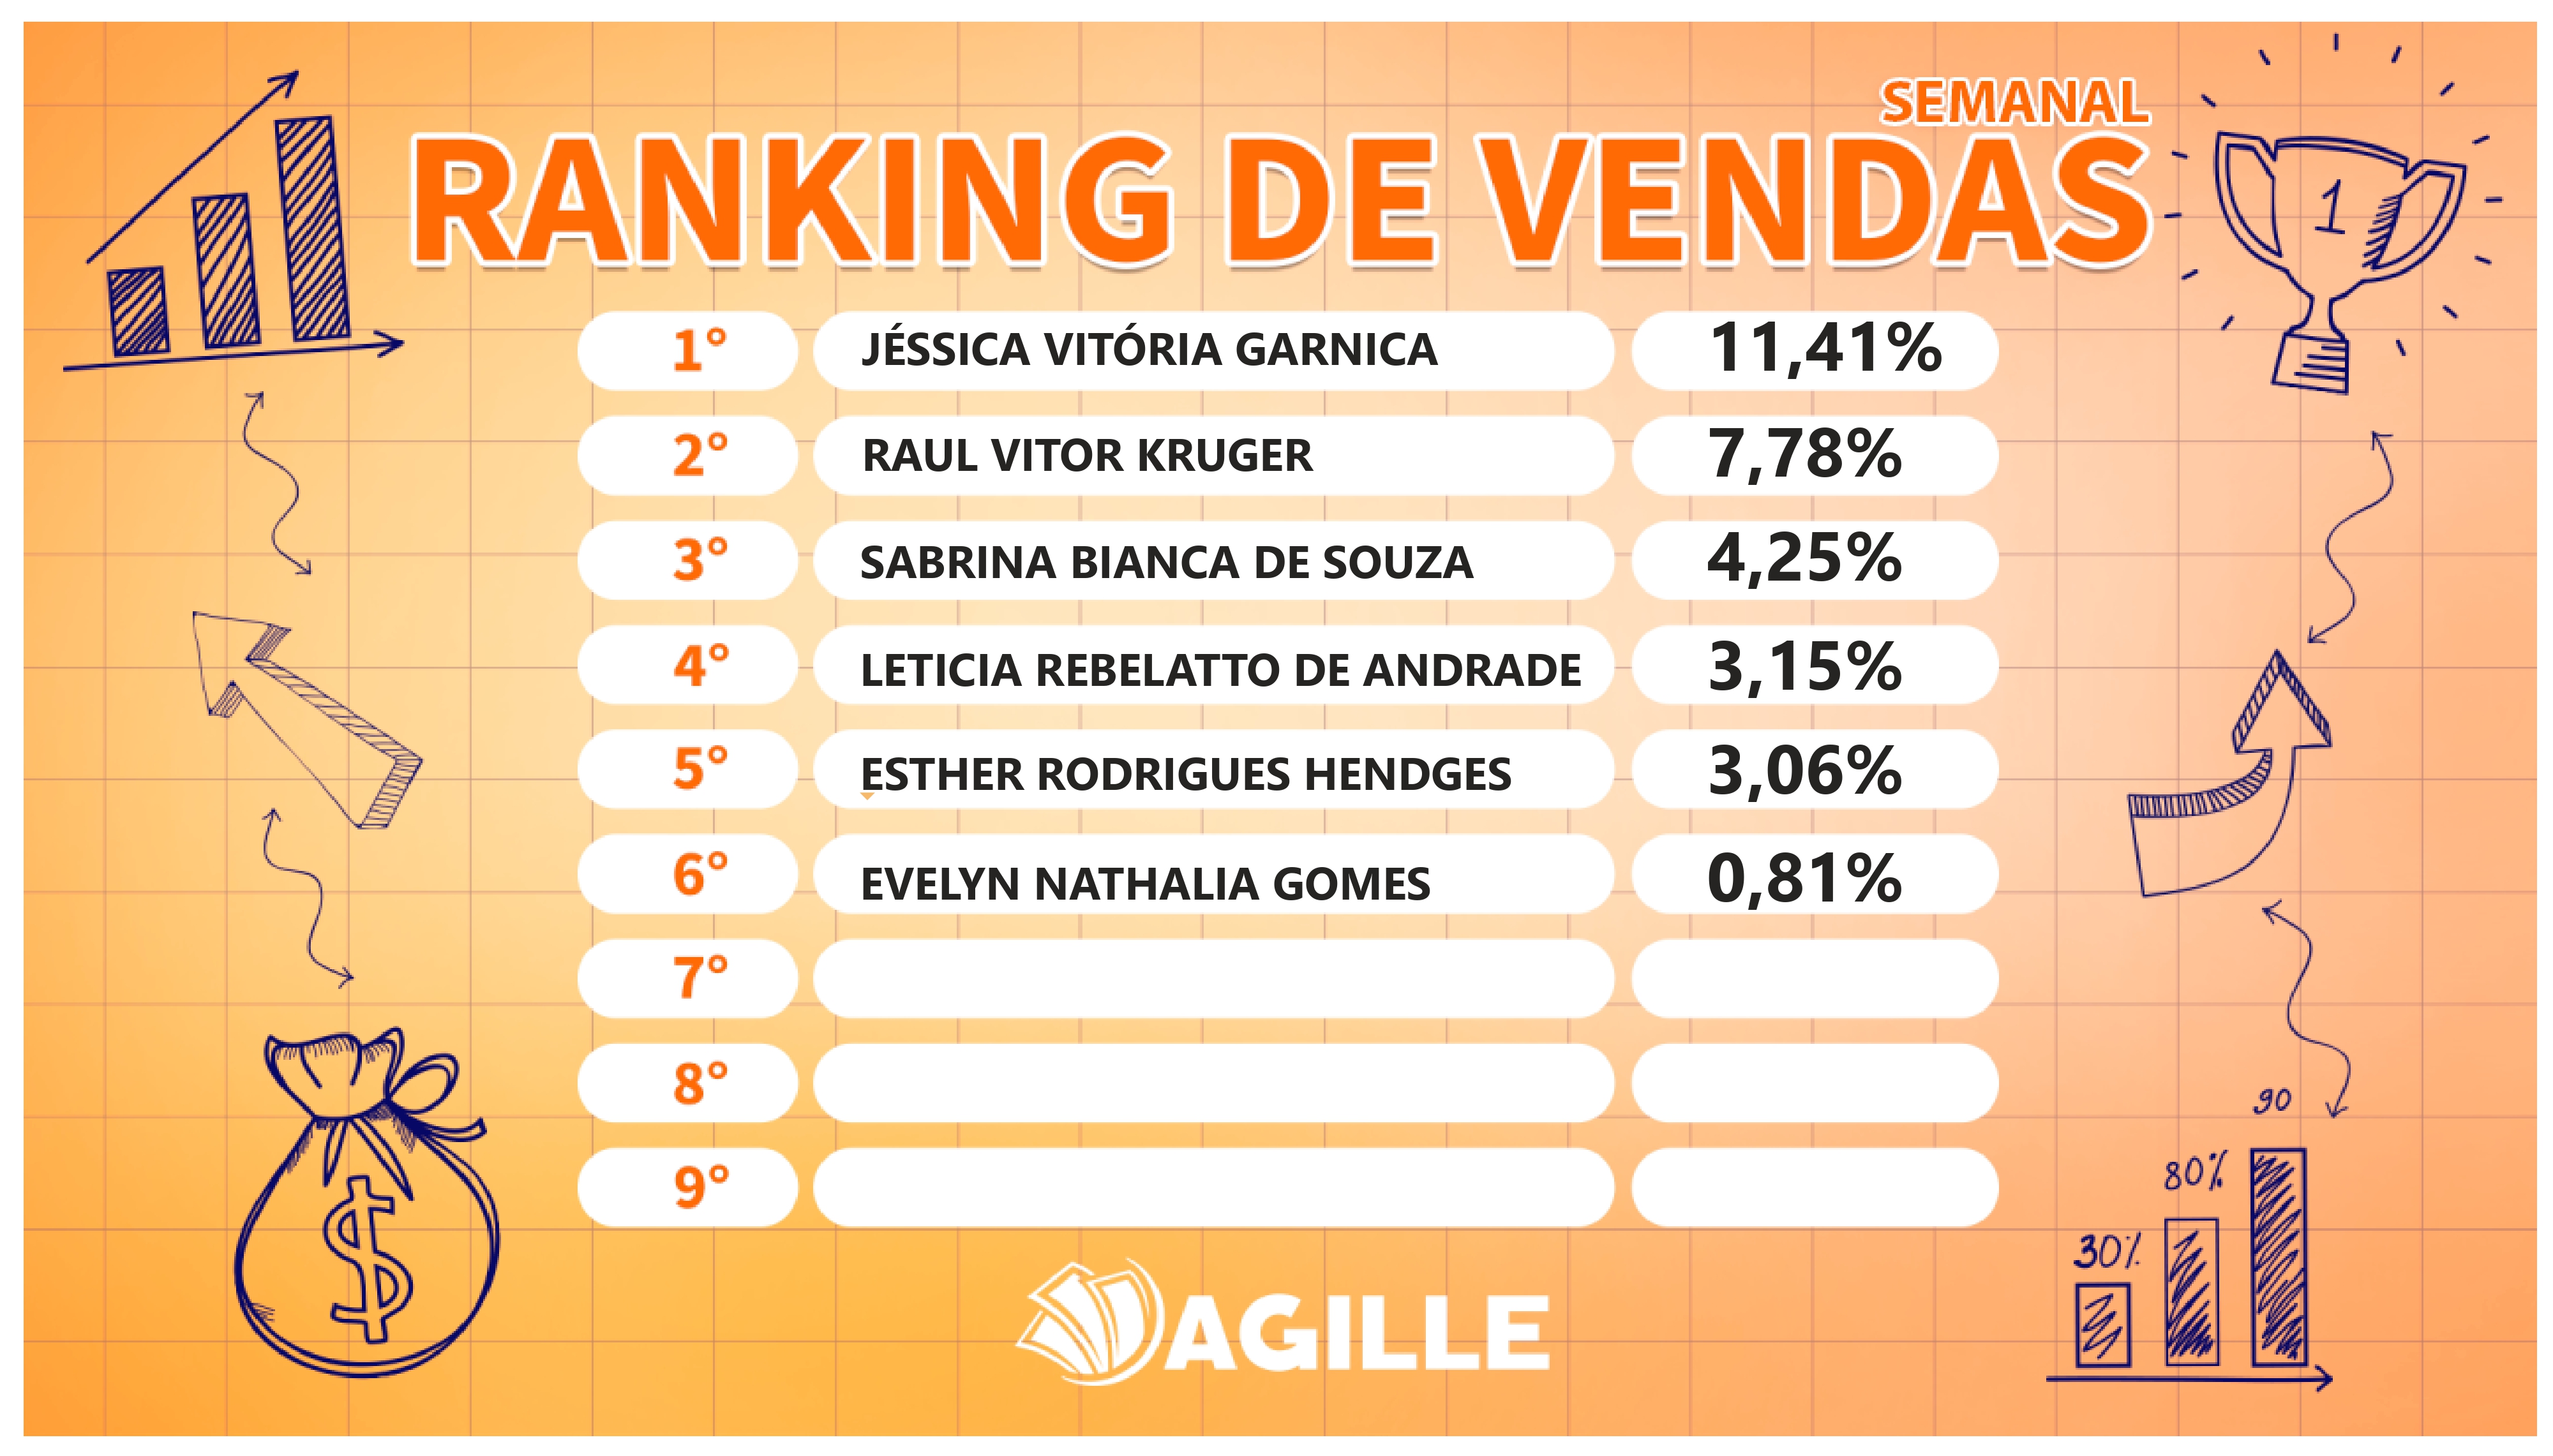 SEMANAL
RANKING DE VENDAS
1
1° JÉSSICA VITÓRIA GARNICA 11,41%
2° RAUL VITOR KRUGER 7,78%
3° SABRINA BIANCA DE SOUZA 4,25%
4° LETICIA REBELATTO DE ANDRADE 3,15%
5° ESTHER RODRIGUES HENDGES 3,06%
6° EVELYN NATHALIA GOMES 0,81%
7°
8°
9°
$
90
80%
30%
AGILLE